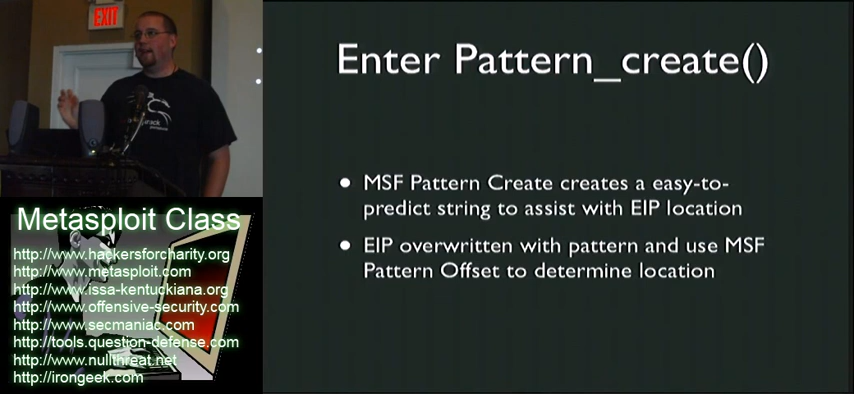 EXIT
track
Enter Pattern_create()
MSF Pattern Create creates a easy-to-
predict string to assist with EIP location
EIP overwritten with pattern and use MSF
Pattern Offset to determine location
Metasploit Class
http://www.hackersforcharity.org
http://www.metasploit.com
http://www.issa-kentuckiana.org
http://www.offensive-security.com
http://www.secmaniac.com
http://tools.question-defense.com
http://www.nullthreat.net
http://irongeek.com